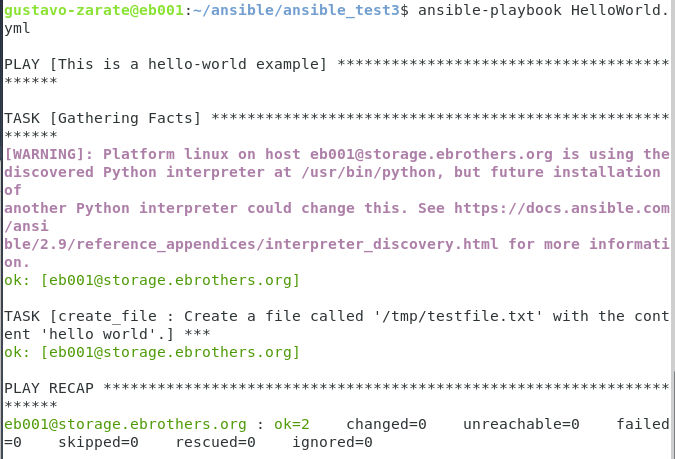 gustavo-zarate@eb001:~/ansible/ansible_test3$ ansible-playbook HelloWorld.
yml
PLAY [This is a hello-world example] *************************************
******
TASK [Gathering Facts] ***************************************************
******
[WARNING]: Platform linux on host eb001@storage.ebrothers.org is using the
discovered Python interpreter at /usr/bin/python, but future installation
of
another Python interpreter could change this. See https://docs.ansible.com
/ansi
ble/2.9/reference_appendices/interpreter_discovery.html for more informati
on.
ok: [eb001@storage.ebrothers.org]
TASK [create_file : Create a file called '/tmp/testfile.txt' with the cont
ent 'hello world'.] ***
ok: [eb001@storage.ebrothers.org]
PLAY RECAP ***************************************************************
******
eb001@storage.ebrothers.org : ok=2    changed=0    unreachable=0    failed
=0    skipped=0    rescued=0    ignored=0